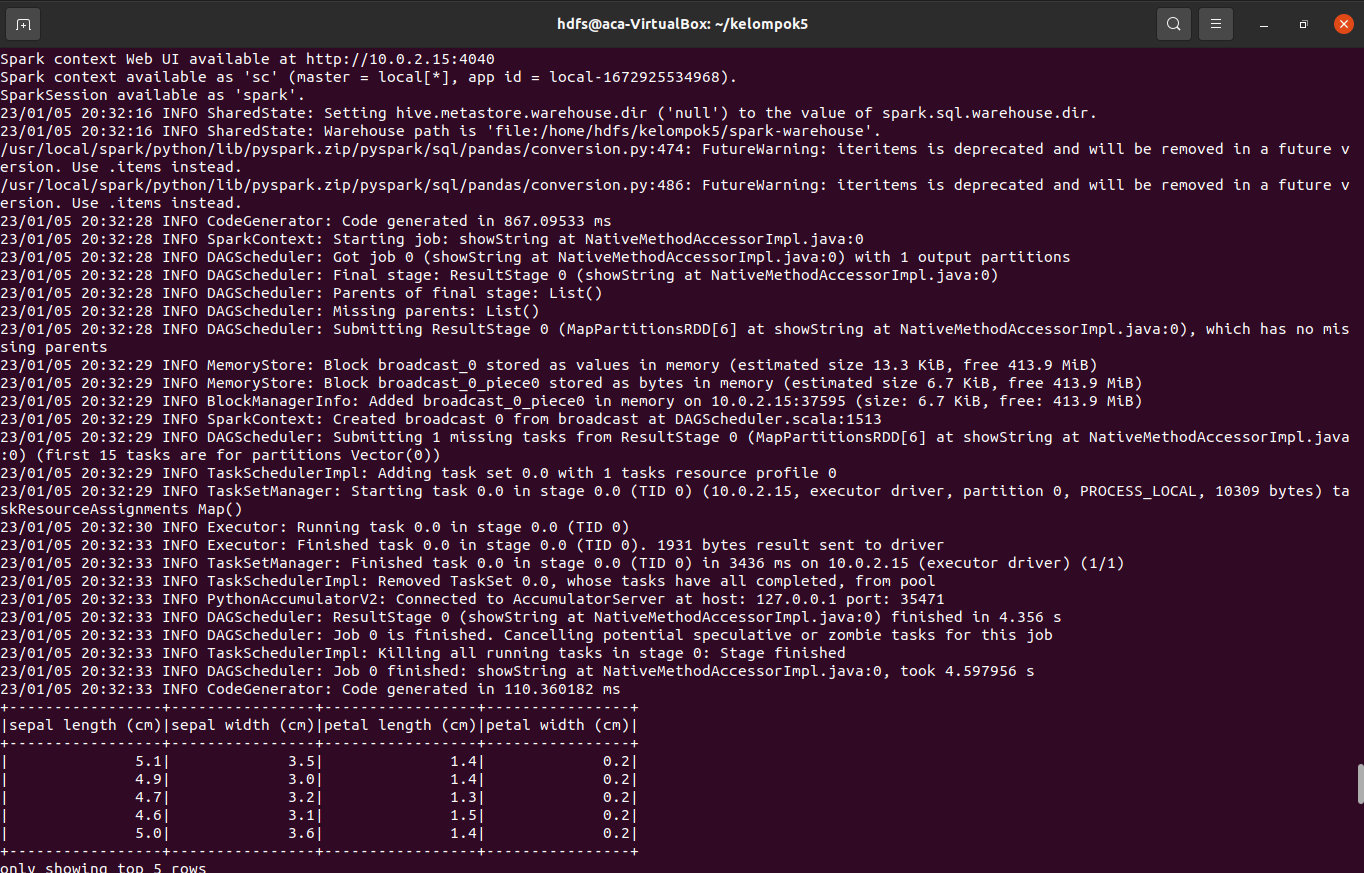 hdfs@aca-VirtualBox: ~/kelompok5
Spark context Web UI available at http://10.0.2.15:4040
Spark context available as 'sc' (master = local[*], app id = local-1672925534968).
SparkSession available as 'spark'.
23/01/05 20:32:16 INFO SharedState: Setting hive.metastore.warehouse.dir ('null') to the value of spark.sql.warehouse.dir.
23/01/05 20:32:16 INFO SharedState: Warehouse path is 'file:/home/hdfs/kelompok5/spark-warehouse'.
/usr/local/spark/python/lib/pyspark.zip/pyspark/sql/pandas/conversion.py:474: FutureWarning: iteritems is deprecated and will be removed in a future v
ersion. Use .items instead.
/usr/local/spark/python/lib/pyspark.zip/pyspark/sql/pandas/conversion.py:486: FutureWarning: iteritems is deprecated and will be removed in a future v
ersion. Use .items instead.
23/01/05 20:32:28 INFO CodeGenerator: Code generated in 867.09533 ms
23/01/05 20:32:28 INFO SparkContext: Starting job: showString at NativeMethodAccessorImpl.java:0
23/01/05 20:32:28 INFO DAGScheduler: Got job 0 (showString at NativeMethodAccessorImpl.java:0) with 1 output partitions
23/01/05 20:32:28 INFO DAGScheduler: Final stage: ResultStage 0 (showString at NativeMethodAccessorImpl.java:0)
23/01/05 20:32:28 INFO DAGScheduler: Parents of final stage: List()
23/01/05 20:32:28 INFO DAGScheduler: Missing parents: List()
23/01/05 20:32:28 INFO DAGScheduler: Submitting ResultStage 0 (MapPartitionsRDD[6] at showString at NativeMethodAccessorImpl.java:0), which has no mis
sing parents
23/01/05 20:32:29 INFO MemoryStore: Block broadcast_0 stored as values in memory (estimated size 13.3 KiB, free 413.9 MiB)
23/01/05 20:32:29 INFO MemoryStore: Block broadcast_0_piece0 stored as bytes in memory (estimated size 6.7 KiB, free 413.9 MiB)
23/01/05 20:32:29 INFO BlockManagerInfo: Added broadcast_0_piece0 in memory on 10.0.2.15:37595 (size: 6.7 KiB, free: 413.9 MiB)
23/01/05 20:32:29 INFO SparkContext: Created broadcast 0 from broadcast at DAGScheduler.scala:1513
23/01/05 20:32:29 INFO DAGScheduler: Submitting 1 missing tasks from ResultStage 0 (MapPartitionsRDD[6] at showString at NativeMethodAccessorImpl.java
:0) (first 15 tasks are for partitions Vector(0))
23/01/05 20:32:29 INFO TaskSchedulerImpl: Adding task set 0.0 with 1 tasks resource profile 0
23/01/05 20:32:29 INFO TaskSetManager: Starting task 0.0 in stage 0.0 (TID 0) (10.0.2.15, executor driver, partition 0, PROCESS_LOCAL, 10309 bytes) ta
skResourceAssignments Map()
23/01/05 20:32:30 INFO Executor: Running task 0.0 in stage 0.0 (TID 0)
23/01/05 20:32:33 INFO Executor: Finished task 0.0 in stage 0.0 (TID 0). 1931 bytes result sent to driver
23/01/05 20:32:33 INFO TaskSetManager: Finished task 0.0 in stage 0.0 (TID 0) in 3436 ms on 10.0.2.15 (executor driver) (1/1)
23/01/05 20:32:33 INFO TaskSchedulerImpl: Removed TaskSet 0.0, whose tasks have all completed, from pool
23/01/05 20:32:33 INFO PythonAccumulatorV2: Connected to AccumulatorServer at host: 127.0.0.1 port: 35471
23/01/05 20:32:33 INFO DAGScheduler: ResultStage 0 (showString at NativeMethodAccessorImpl.java:0) finished in 4.356 s
23/01/05 20:32:33 INFO DAGScheduler: Job 0 is finished. Cancelling potential speculative or zombie tasks for this job
23/01/05 20:32:33 INFO TaskSchedulerImpl: Killing all running tasks in stage 0: Stage finished
23/01/05 20:32:33 INFO DAGScheduler: Job 0 finished: showString at NativeMethodAccessorImpl.java:0, took 4.597956 s
23/01/05 20:32:33 INFO CodeGenerator: Code generated in 110.360182 ms
+-----------------+----------------+-----------------+----------------+
|sepal length (cm)|sepal width (cm)|petal length (cm)|petal width (cm)|
+-----------------+----------------+-----------------+----------------+
|              5.1|             3.5|              1.4|             0.2|
|              4.9|             3.0|              1.4|             0.2|
|              4.7|             3.2|              1.3|             0.2|
|              4.6|             3.1|              1.5|             0.2|
|              5.0|             3.6|              1.4|             0.2|
+-----------------+----------------+-----------------+----------------+
only showing top 5 rows